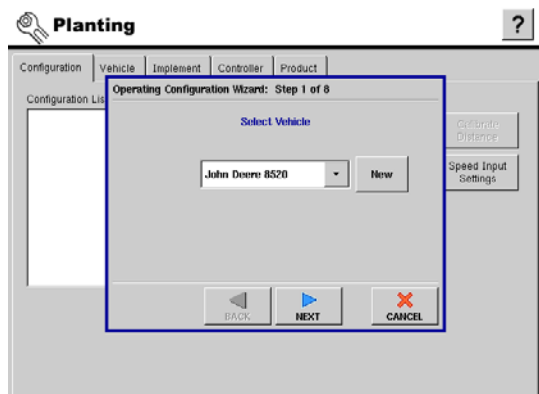 Planting
?
Configuration Vehicle Implement Controller Product
Configuration Lis
Operating Configuration Wizard: Step 1 of 8
Select Vehicle
Calibrate
Distance
John Deere 8520
New
Speed Input
Settings
BACK
NEXT
CANCEL